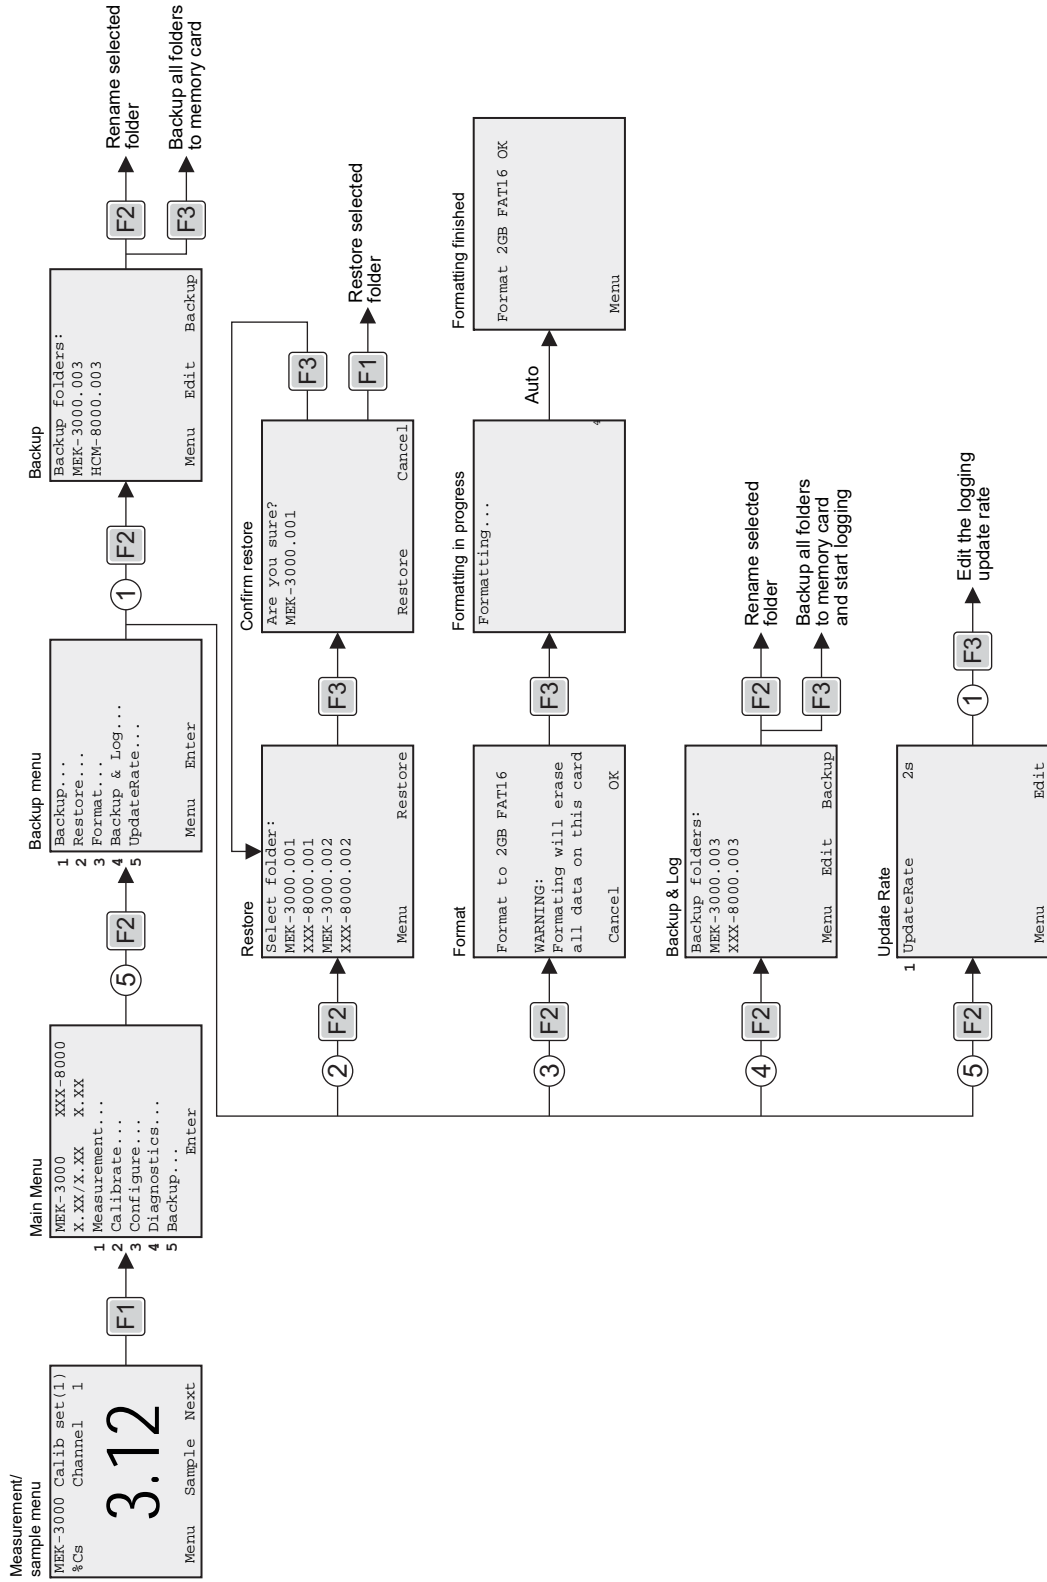 Measurement/
sample menu
MEK-3000 Calib set(1)
%Cs Channel 1
3.12
Menu Sample Next
F1
Main Menu
MEK-3000 XXX-8000
X.XX/X.XX X.XX
1 Measurement...
2 Calibrate...
3 Configure...
4 Diagnostics...
5 Backup...
Enter
5
F2
Backup menu
1 Backup...
2 Restore...
3 Format...
4 Backup & Log...
5 UpdateRate...
Menu Enter
1
F2
Backup
Backup folders:
MEK-3000.003
HCM-8000.003
Menu Edit Backup
F2
Rename selected
folder
F3
Backup all folders
to memory card
2
F2
Restore
Select folder:
MEK-3000.001
XXX-8000.001
MEK-3000.002
XXX-8000.002
Menu Restore
F3
Confirm restore
Are you sure?
MEK-3000.001
Restore Cancel
F3
F1
Restore selected
folder
3
F2
Format
Format to 2GB FAT16
WARNING:
Formating will erase
all data on this card
Cancel OK
F3
Formatting in progress
Formatting...
4
Auto
Formatting finished
Format 2GB FAT16 OK
Menu
4
F2
Backup & Log
Backup folders:
MEK-3000.003
XXX-8000.003
Menu Edit Backup
F2
Rename selected
folder
F3
Backup all folders
to memory card
and start logging
5
F2
Update Rate
1 UpdateRate 2s
Menu Edit
1
F3
Edit the logging
update rate